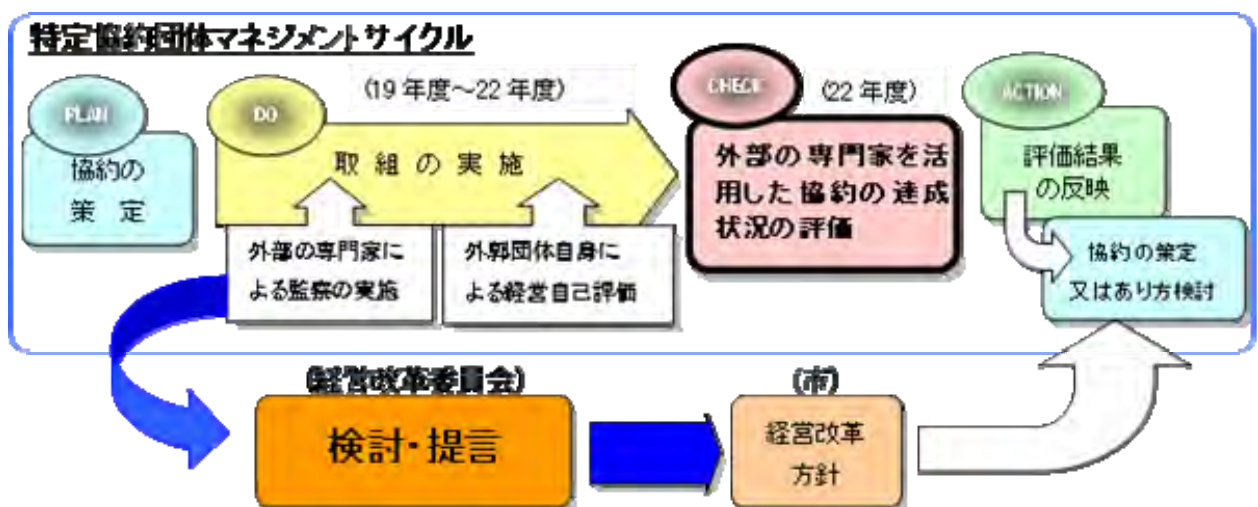 特定協約団体マネジメントサイクル
PLAN
協約の
策 定
DO
(19年度～22年度)
取 組 の 実 施
外部の専門家に
よる監察の実施
外郭団体自身に
よる経営自己評価
CHECK
(22年度)
外部の専門家を活
用した協約の達成
状況の評価
ACTION
評価結果
の反映
協約の策定
又はあり方検討
(経営改革委員会)
検討・提言
(市)
経営改革
方針